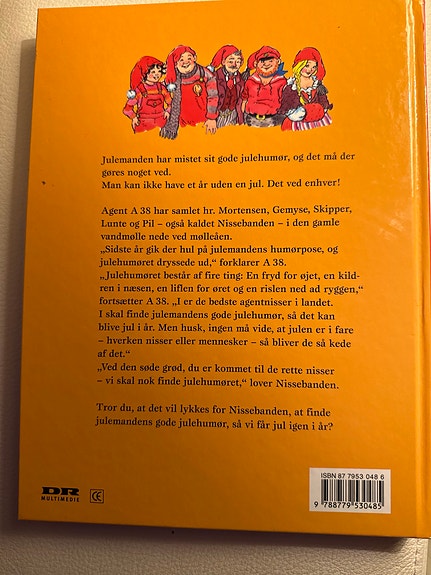 Julemanden har mistet sit gode julehumør, og det må der
gøres noget ved.
Man kan ikke have et år uden en jul. Det ved enhver!
Agent A 38 har samlet hr. Mortensen, Gemyse, Skipper,
Lunte og Pil – også kaldet Nissebanden – i den gamle
vandmølle nede ved mølleåen.
„Sidste år gik der hul på julemandens humørpose, og
julehumøret dryssede ud,“ forklarer A 38.
„Julehumøret består af fire ting: En fryd for øjet, en kild-
ren i næsen, en liflen for øret og en rislen ned ad ryggen,“
fortsætter A 38. „I er de bedste agentnisser i landet.
I skal finde julemandens gode julehumør, så det kan
blive jul i år. Men husk, ingen må vide, at julen er i fare
– hverken nisser eller mennesker – så bliver de så kede
af det.“
„Ved den søde grød, du er kommet til de rette nisser
– vi skal nok finde julehumøret,“ lover Nissebanden.
Tror du, at det vil lykkes for Nissebanden, at finde
julemandens gode julehumør, så vi får jul igen i år?
ISBN 87 7953 048 6
9 788779 530485
DR
MULTIMEDIE
CE